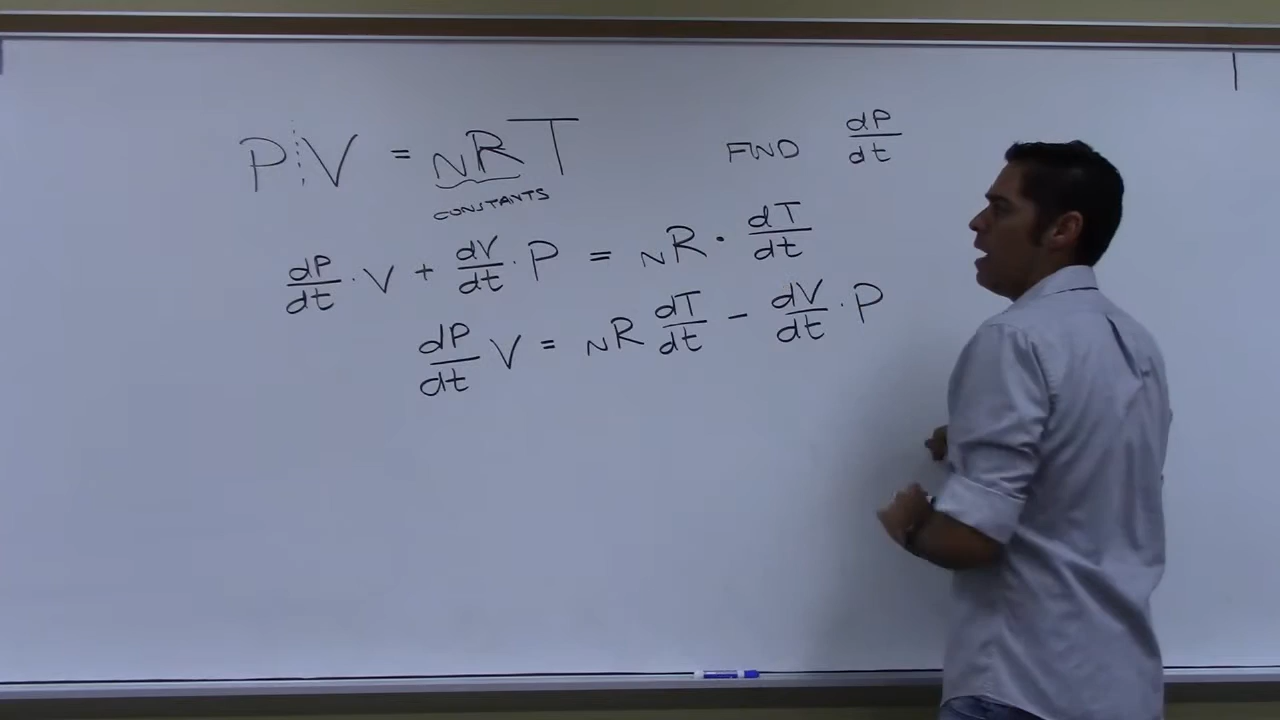 P⋮V = nRT
FIND dP/dt
CONSTANTS
dP/dt · V + dV/dt · P = nR · dT/dt
dP/dt V = nR dT/dt - dV/dt · P